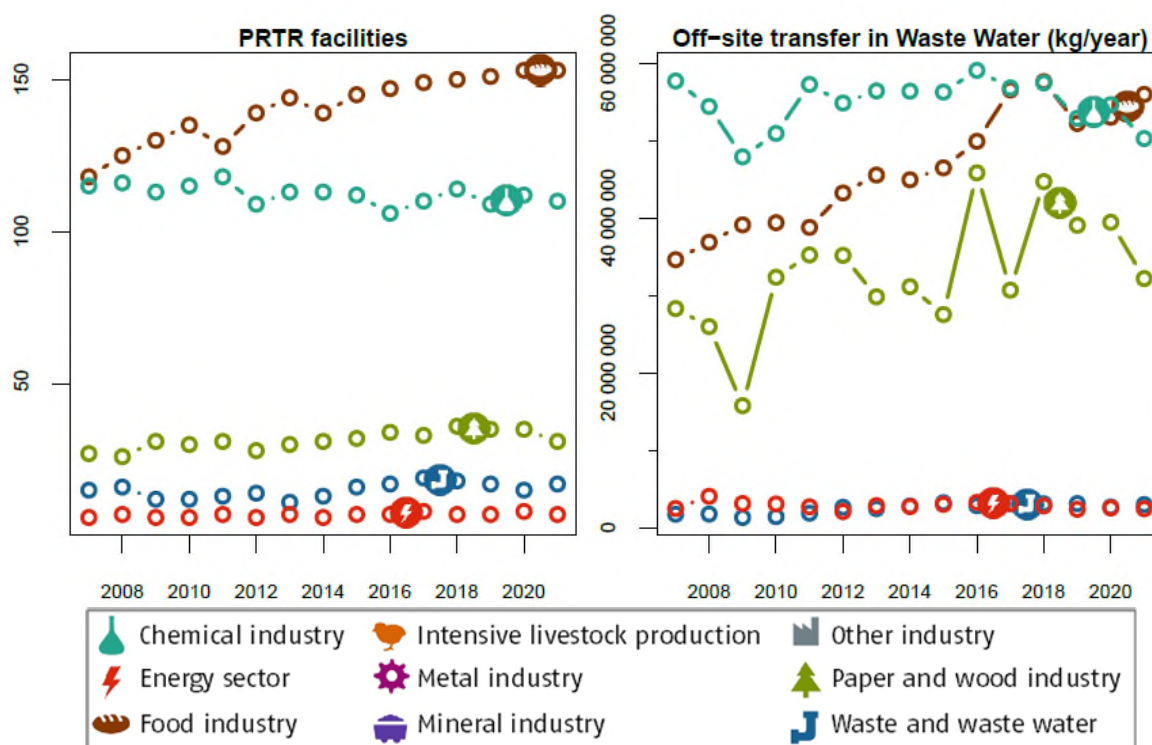 PRTR facilities
150
100
50
2008 2010 2012 2014 2016 2018 2020
Off−site transfer in Waste Water (kg/year)
60 000 000
40 000 000
20 000 000
0
2008 2010 2012 2014 2016 2018 2020
Chemical industry Intensive livestock production Other industry
Energy sector Metal industry Paper and wood industry
Food industry Mineral industry Waste and waste water